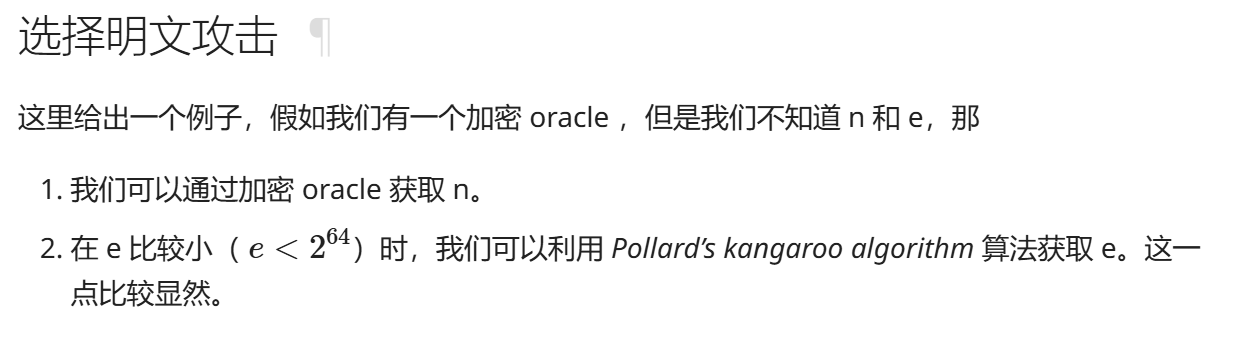 选择明文攻击 ¶
这里给出一个例子，假如我们有一个加密 oracle ，但是我们不知道 n 和 e，那
1. 我们可以通过加密 oracle 获取 n。
2. 在 e 比较小（ e < 2^64）时，我们可以利用 Pollard’s kangaroo algorithm 算法获取 e。这一
点比较显然。